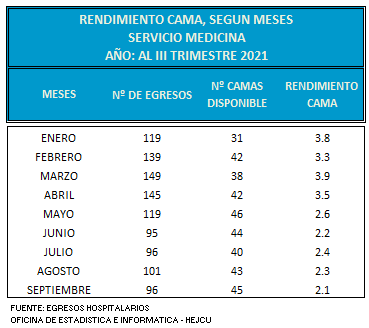 RENDIMIENTO CAMA, SEGUN MESES
SERVICIO MEDICINA
AÑO: AL III TRIMESTRE 2021
MESES Nº DE EGRESOS Nº CAMAS DISPONIBLE RENDIMIENTO CAMA
ENERO 119 31 3.8
FEBRERO 139 42 3.3
MARZO 149 38 3.9
ABRIL 145 42 3.5
MAYO 119 46 2.6
JUNIO 95 44 2.2
JULIO 96 40 2.4
AGOSTO 101 43 2.3
SEPTIEMBRE 96 45 2.1
FUENTE: EGRESOS HOSPITALARIOS
OFICINA DE ESTADISTICA E INFORMATICA - HEJCU